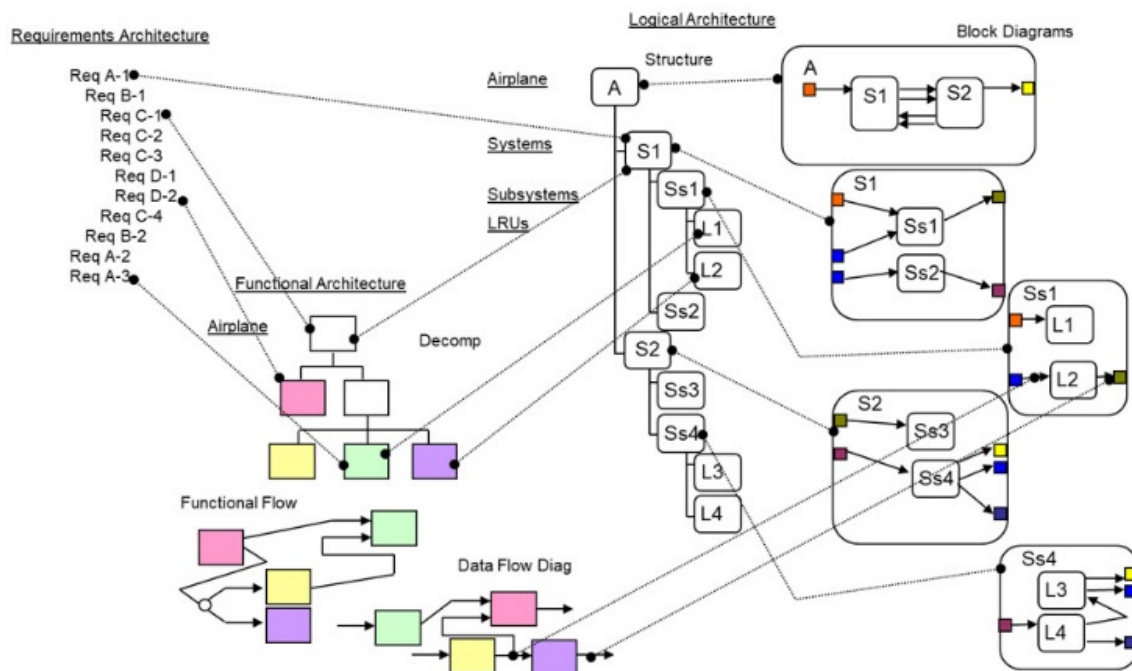 Requirements Architecture
Req A-1
Req B-1
Req C-1
Req C-2
Req C-3
Req D-1
Req D-2
Req C-4
Req B-2
Req A-2
Req A-3
Functional Architecture
Airplane
Decomp
Functional Flow
Data Flow Diag
Logical Architecture
Structure
Airplane
Systems
Subsystems
LRUs
A
S1
Ss1
L1
L2
Ss2
S2
Ss3
Ss4
L3
L4
Block Diagrams
A
S1
S2
S1
Ss1
Ss2
Ss1
L1
L2
S2
Ss3
Ss4
Ss4
L3
L4